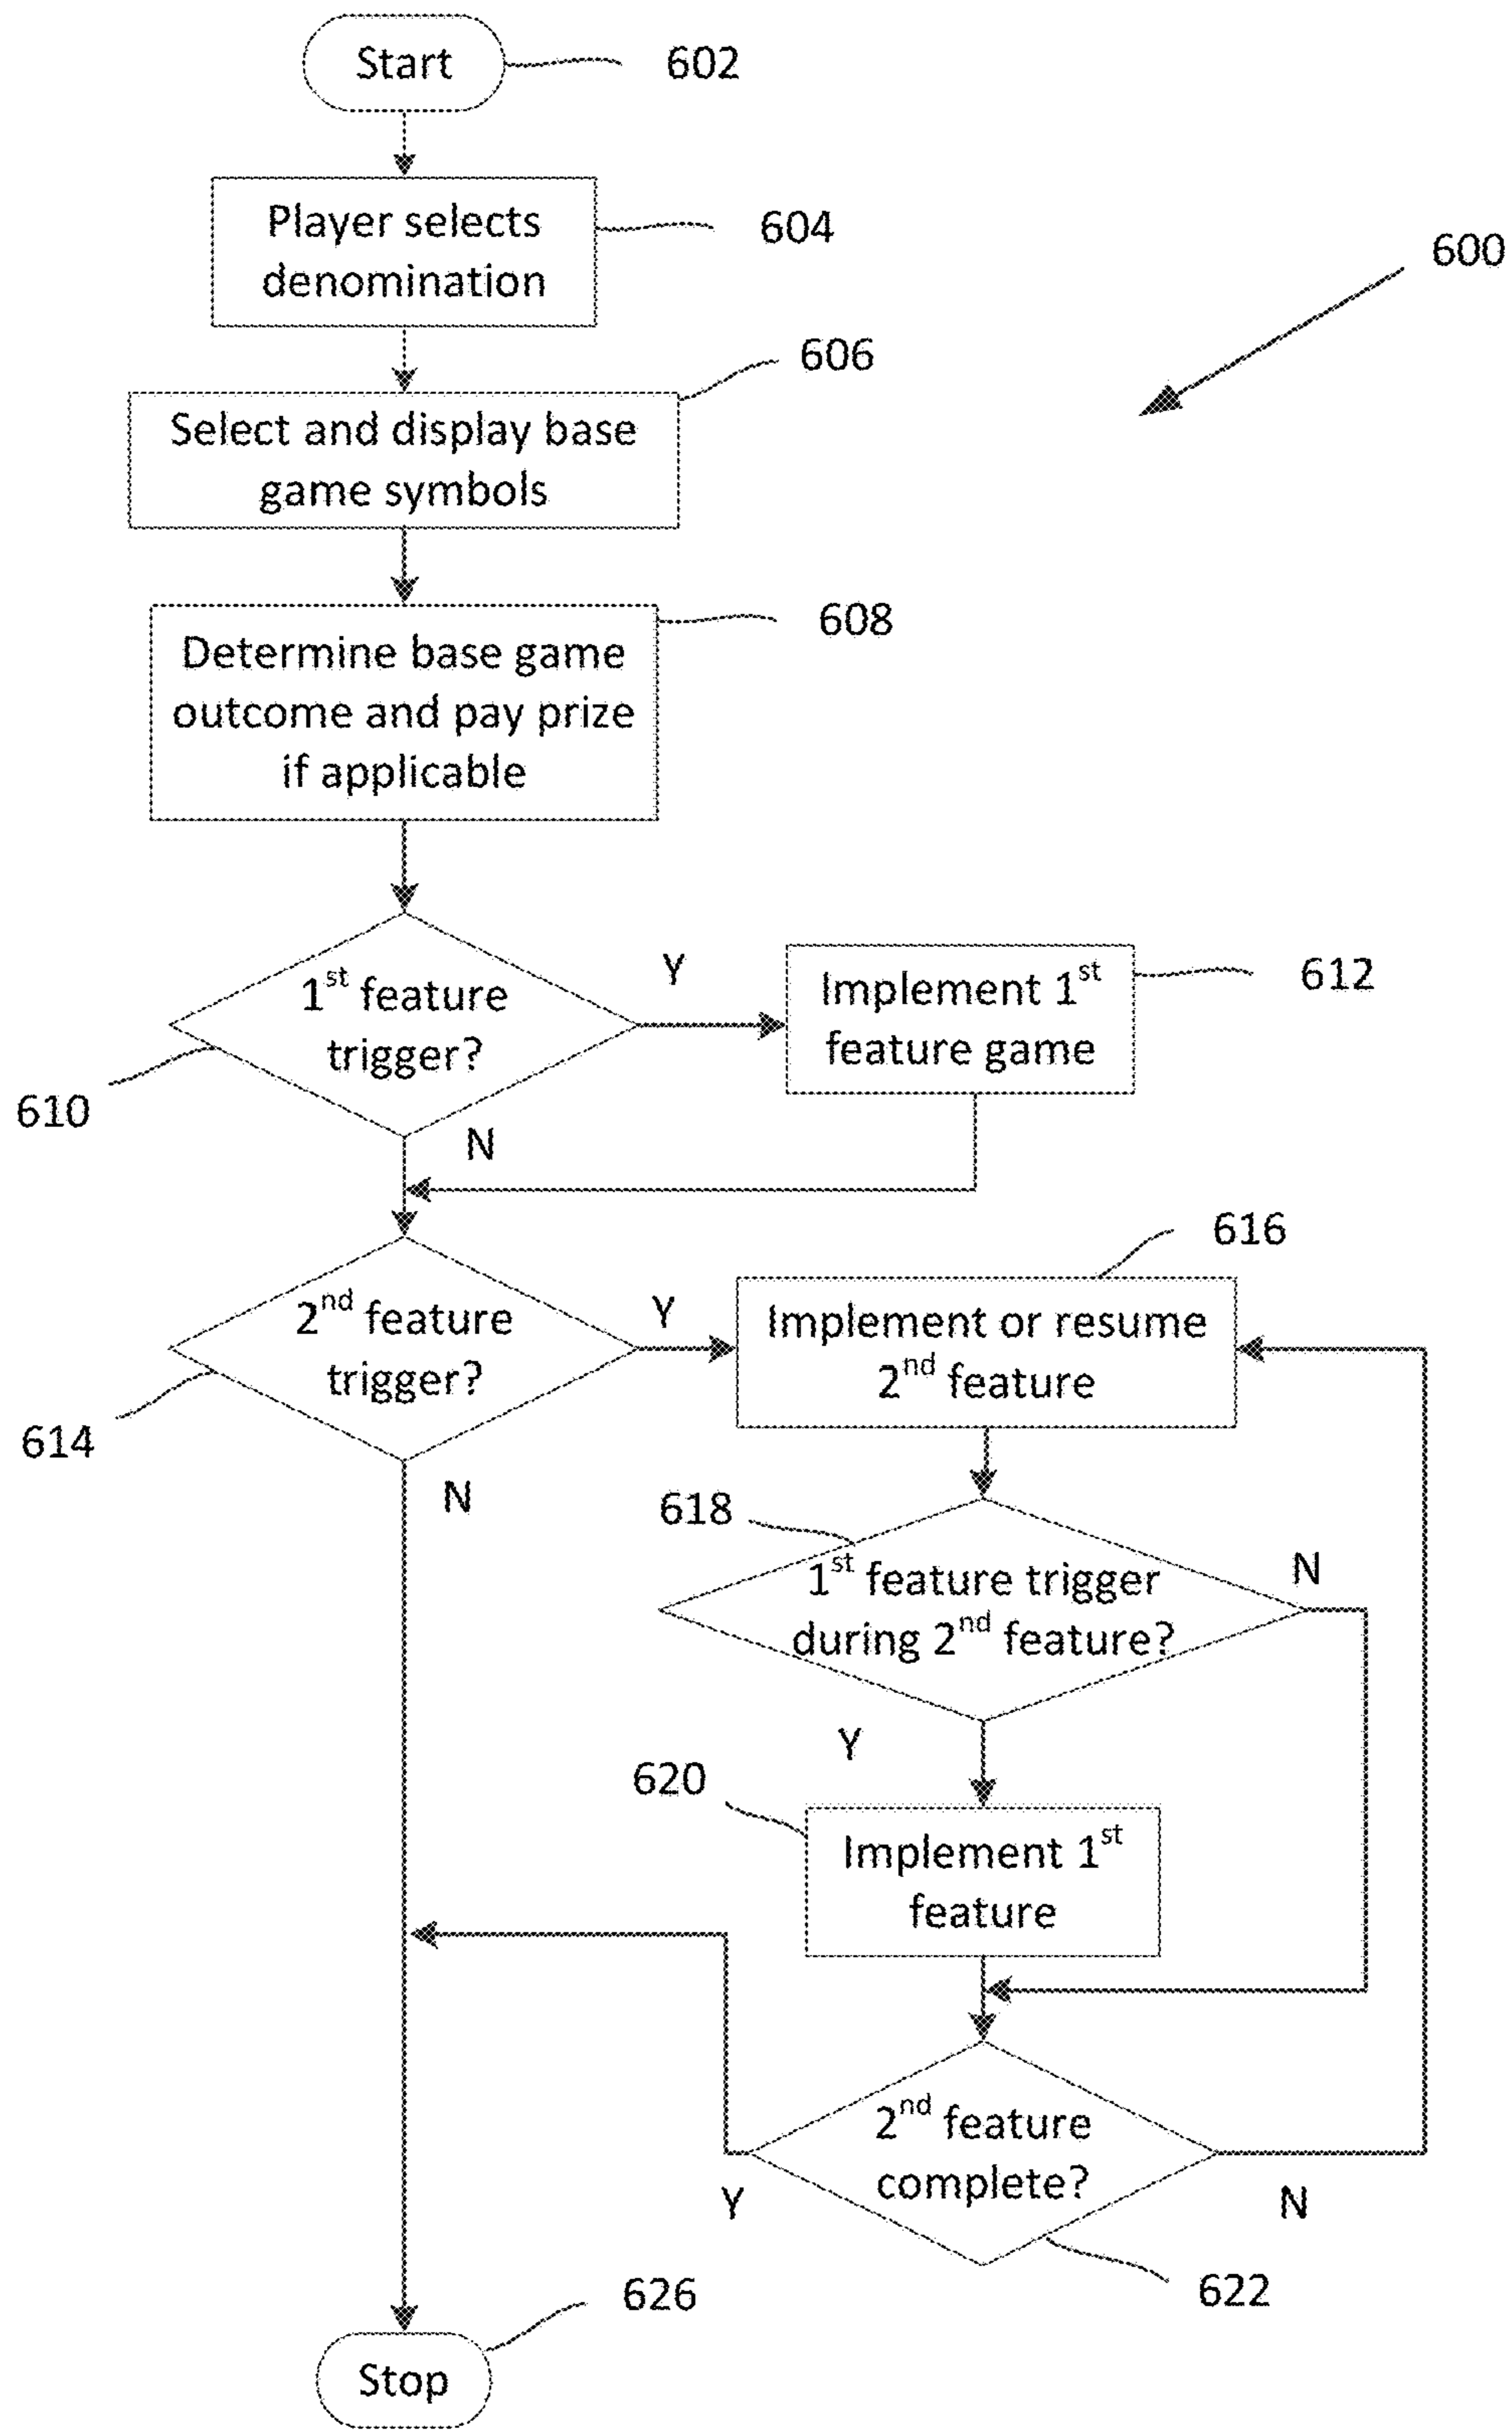 Start
602
Player selects
denomination
604
600
606
Select and display base
game symbols
608
Determine base game
outcome and pay prize
if applicable
1st feature
trigger?
Y
610
N
Implement 1st
feature game
612
2nd feature
trigger?
Y
614
N
616
Implement or resume
2nd feature
618
1st feature trigger
during 2nd feature?
N
Y
620
Implement 1st
feature
2nd feature
complete?
Y
N
622
626
Stop